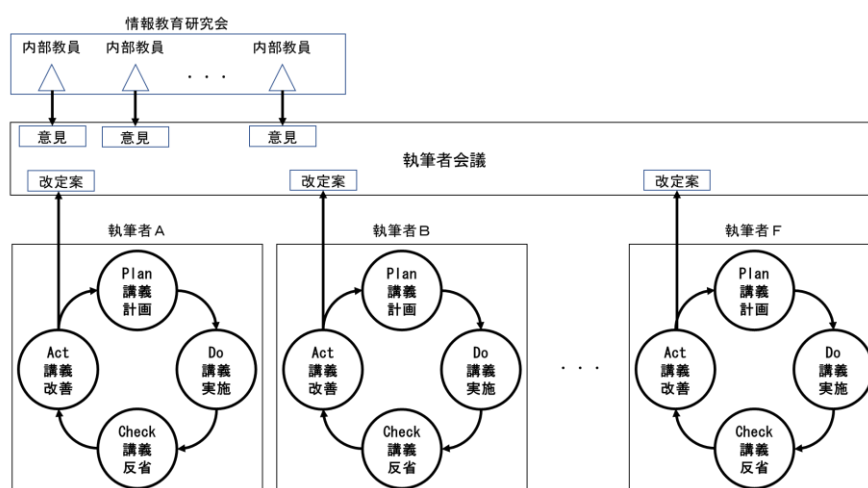 情報教育研究会
内部教員 内部教員 内部教員
・・・
意見 意見 意見
執筆者会議
改定案 改定案 改定案
執筆者A 執筆者B 執筆者F
Plan
講義
計画
Do
講義
実施
Check
講義
反省
Act
講義
改善
Plan
講義
計画
Do
講義
実施
Check
講義
反省
Act
講義
改善
・・・
Plan
講義
計画
Do
講義
実施
Check
講義
反省
Act
講義
改善